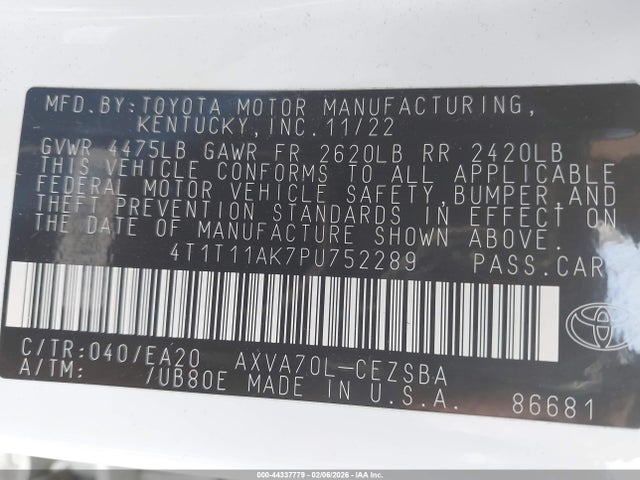 MFD.BY:TOYOTA MOTOR MANUFACTURING,
KENTUCKY,INC.11/22
GVWR 4475LB GAWR FR 2620LB RR 2420LB
THIS VEHICLE CONFORMS TO ALL APPLICABLE
FEDERAL MOTOR VEHICLE SAFETY,BUMPER,AND
THEFT PREVENTION STANDARDS IN EFFECT ON
THE DATE OF MANUFACTURE SHOWN ABOVE.
4T1T11AK7PU752289 PASS.CAR
C/TR:040/EA20 AXVA70L-CEZSBA
A/TM: /UB80E MADE IN U.S.A. 86681
000-44337779 - 02/06/2026 - IAA Inc.